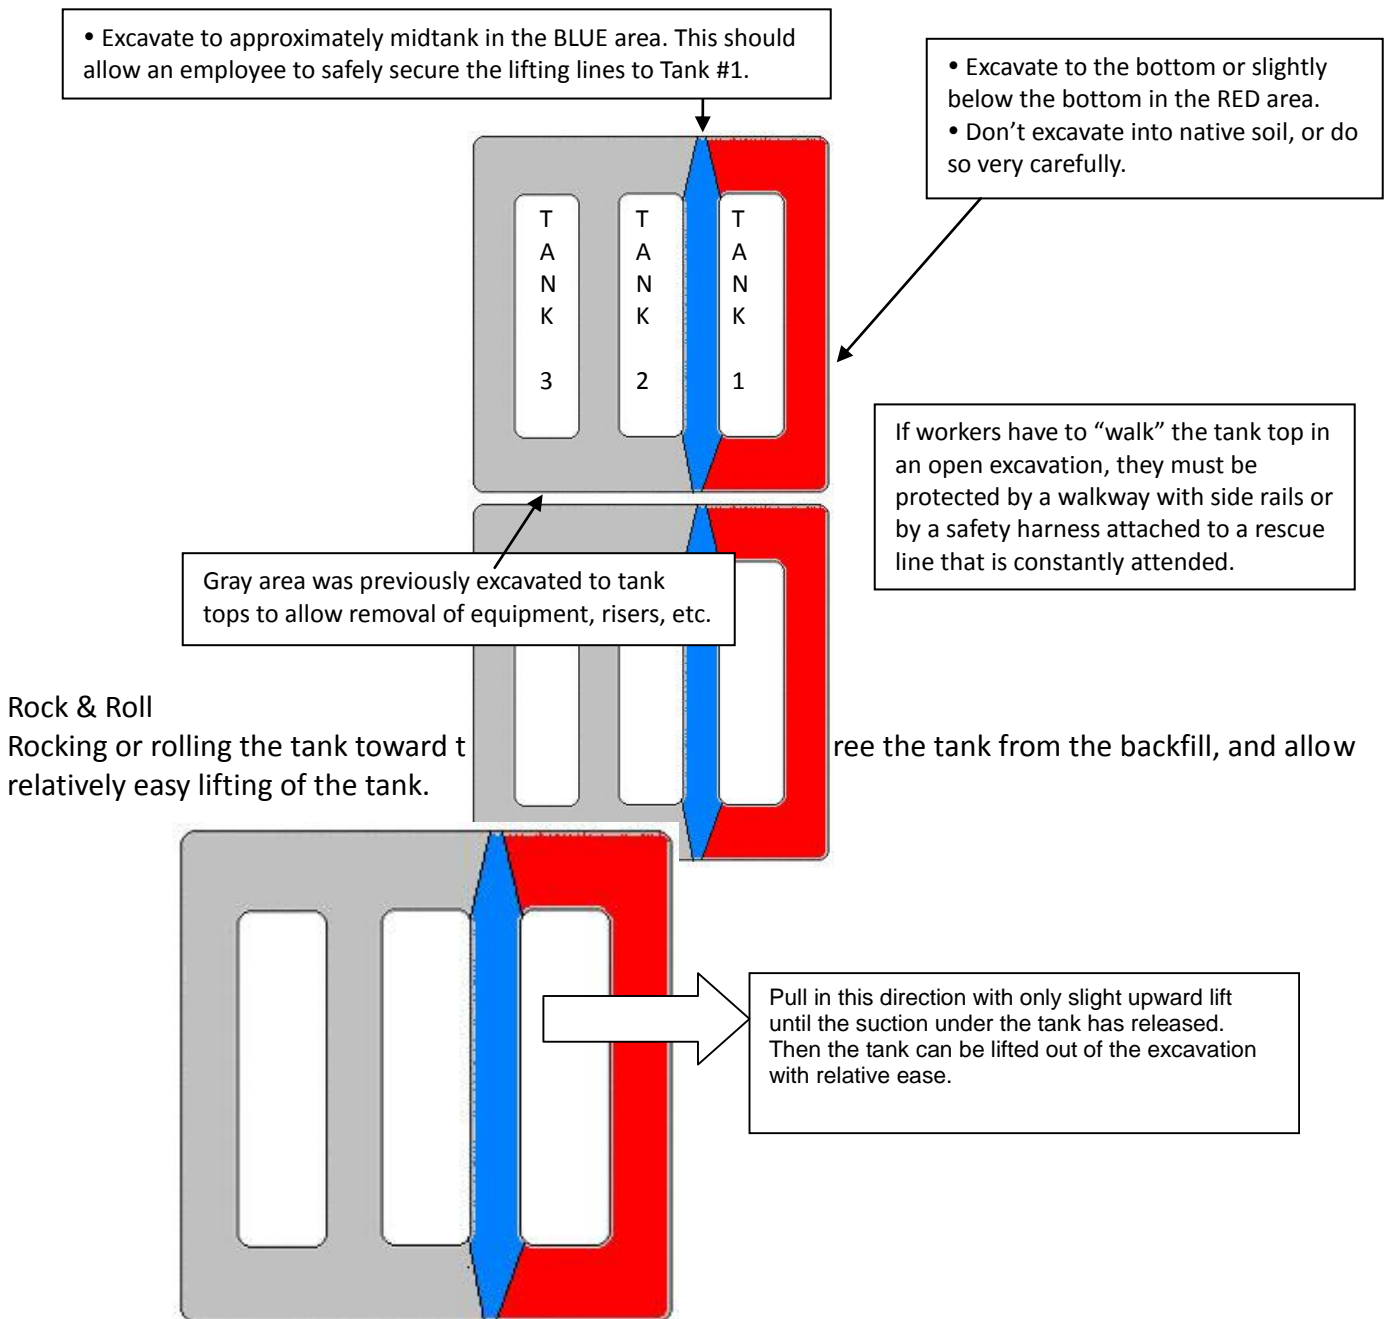 • Excavate to approximately midtank in the BLUE area. This should
allow an employee to safely secure the lifting lines to Tank #1.
• Excavate to the bottom or slightly
below the bottom in the RED area.
• Don’t excavate into native soil, or do
so very carefully.
TANK 3
TANK 2
TANK 1
If workers have to “walk” the tank top in
an open excavation, they must be
protected by a walkway with side rails or
by a safety harness attached to a rescue
line that is constantly attended.
Gray area was previously excavated to tank
tops to allow removal of equipment, risers, etc.
Rock & Roll
Rocking or rolling the tank toward t ree the tank from the backfill, and allow
relatively easy lifting of the tank.
Pull in this direction with only slight upward lift
until the suction under the tank has released.
Then the tank can be lifted out of the excavation
with relative ease.